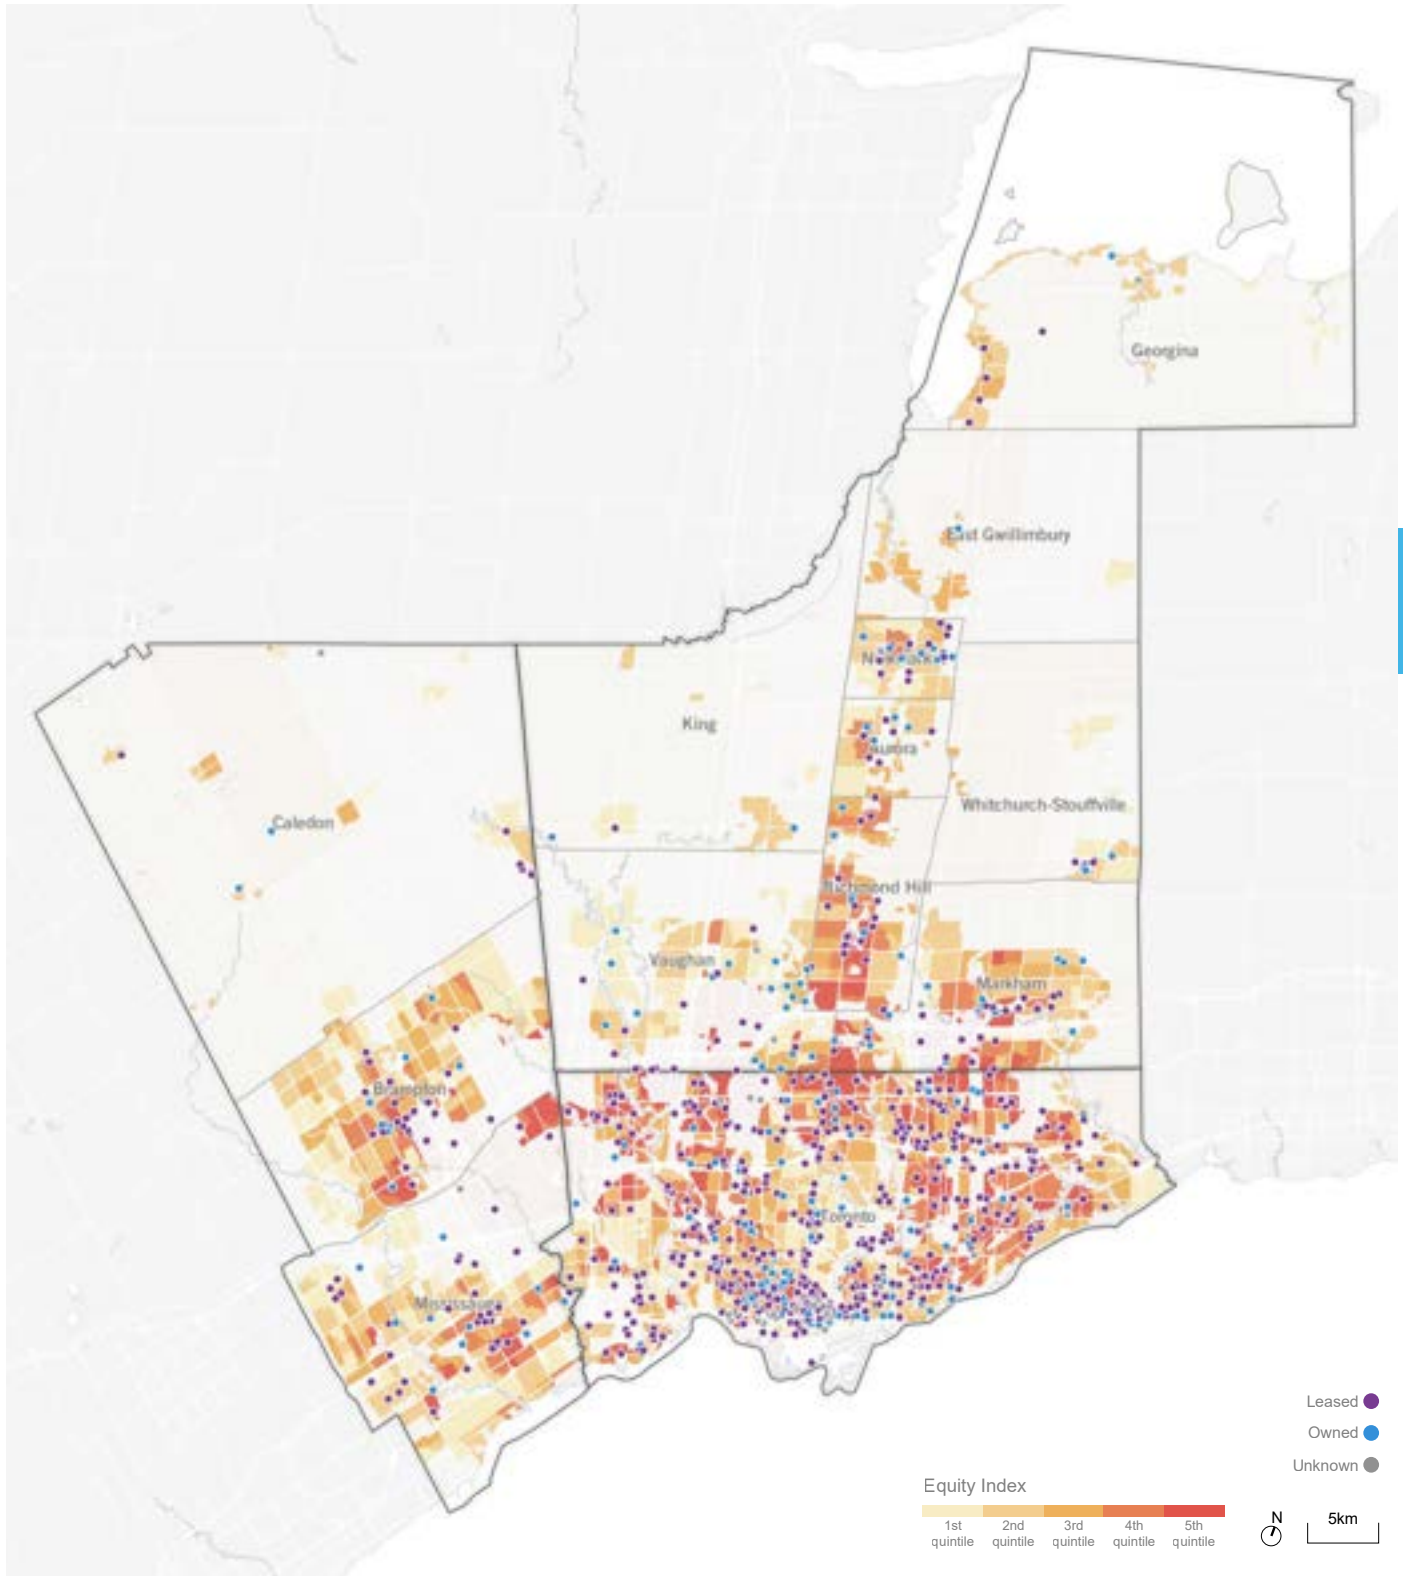 Georgina
East Gwillimbury
Newmarket
King
Aurora
Whitchurch-Stouffville
Caledon
Richmond Hill
Vaughan
Markham
Brampton
Toronto
Mississauga
Leased
Owned
Unknown
Equity Index
1st quintile
2nd quintile
3rd quintile
4th quintile
5th quintile
N
5km